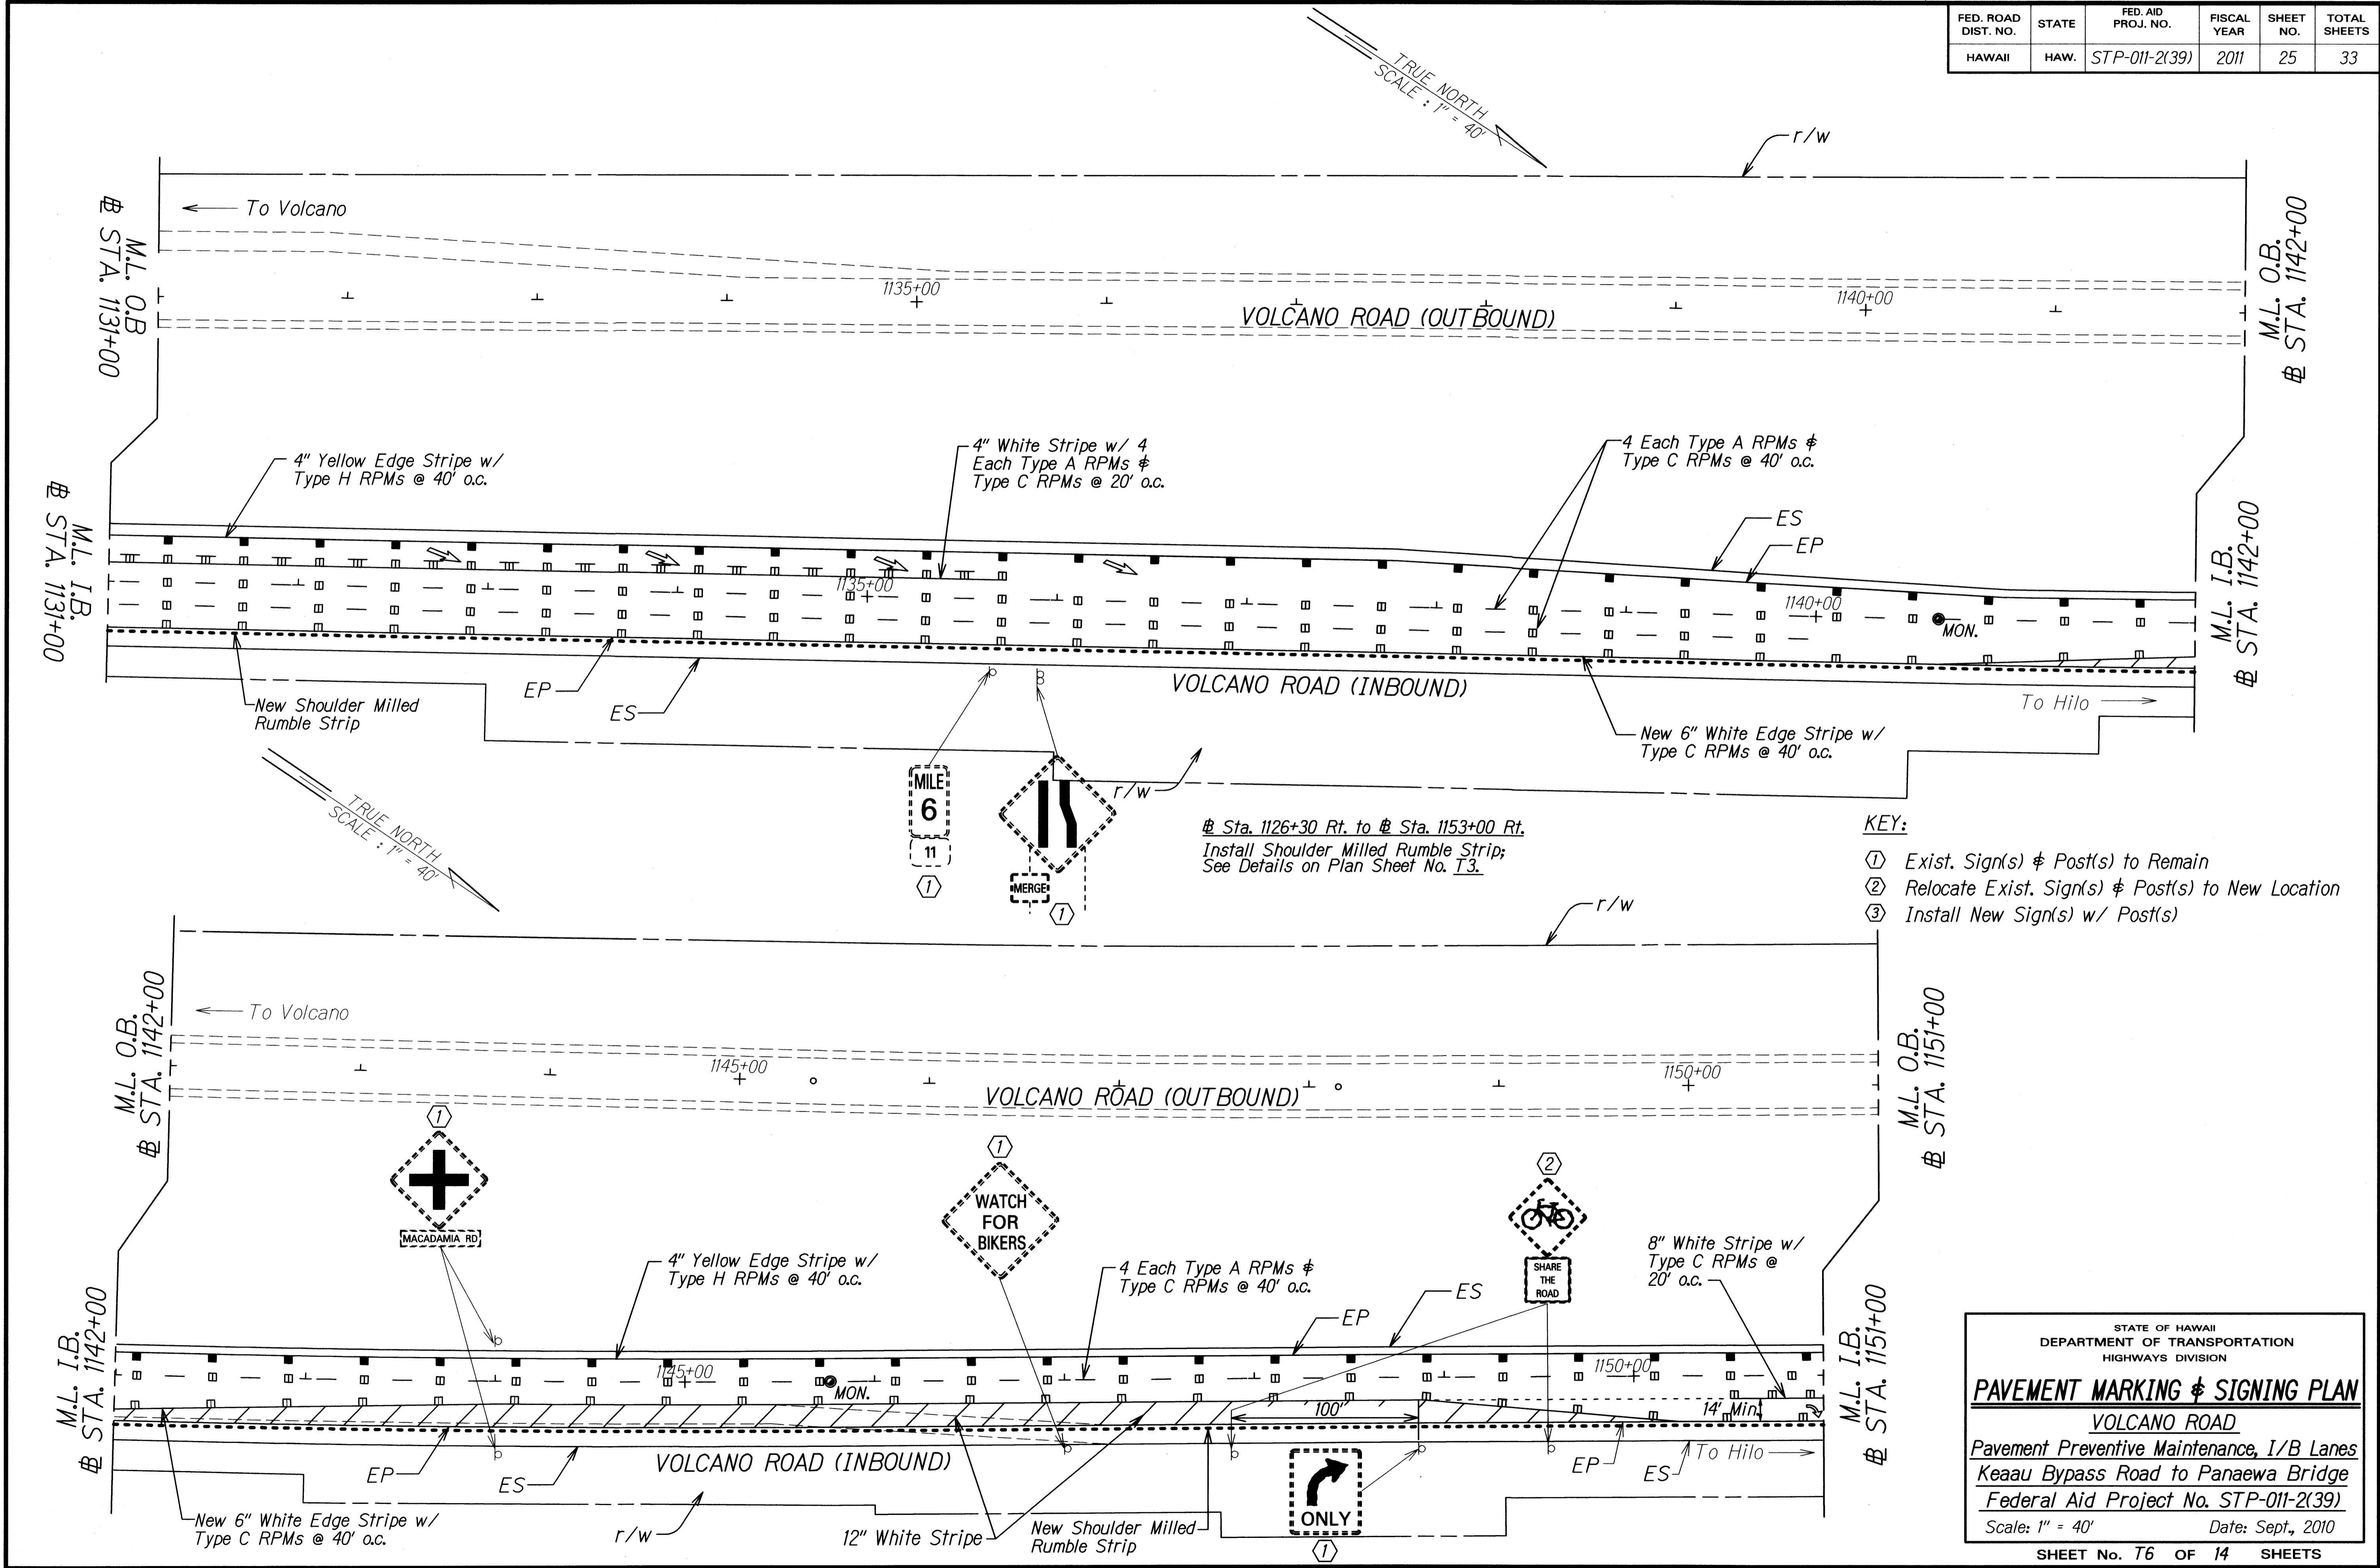 FED. ROAD DIST. NO.
STATE
FED. AID PROJ. NO.
FISCAL YEAR
SHEET NO.
TOTAL SHEETS
HAWAII
HAW.
STP-011-2(39)
2011
25
33
TRUE NORTH
SCALE : 1" = 40'
r/w
M.L. O.B
℄ STA. 1131+00
To Volcano
1135+00
1140+00
VOLCANO ROAD (OUTBOUND)
M.L. O.B.
℄ STA. 1142+00
4" Yellow Edge Stripe w/
Type H RPMs @ 40' o.c.
4" White Stripe w/ 4
Each Type A RPMs &
Type C RPMs @ 20' o.c.
4 Each Type A RPMs &
Type C RPMs @ 40' o.c.
ES
EP
M.L. I.B.
℄ STA. 1131+00
1135+00
1140+00
MON.
M.L. I.B.
℄ STA. 1142+00
New Shoulder Milled
Rumble Strip
EP
ES
VOLCANO ROAD (INBOUND)
To Hilo
New 6" White Edge Stripe w/
Type C RPMs @ 40' o.c.
MILE
6
11
1
MERGE
1
r/w
℄ Sta. 1126+30 Rt. to ℄ Sta. 1153+00 Rt.
Install Shoulder Milled Rumble Strip;
See Details on Plan Sheet No. T3.
KEY:
1 Exist. Sign(s) & Post(s) to Remain
2 Relocate Exist. Sign(s) & Post(s) to New Location
3 Install New Sign(s) w/ Post(s)
TRUE NORTH
SCALE : 1" = 40'
r/w
M.L. O.B.
℄ STA. 1142+00
To Volcano
1145+00
1150+00
VOLCANO ROAD (OUTBOUND)
M.L. O.B.
℄ STA. 1151+00
1
MACADAMIA RD
1
WATCH
FOR
BIKERS
2
SHARE
THE
ROAD
4" Yellow Edge Stripe w/
Type H RPMs @ 40' o.c.
4 Each Type A RPMs &
Type C RPMs @ 40' o.c.
EP
ES
8" White Stripe w/
Type C RPMs @
20' o.c.
M.L. I.B.
℄ STA. 1142+00
1145+00
MON.
1150+00
100'
14' Min.
M.L. I.B.
℄ STA. 1151+00
EP
ES
VOLCANO ROAD (INBOUND)
EP
ES
To Hilo
New 6" White Edge Stripe w/
Type C RPMs @ 40' o.c.
r/w
12" White Stripe
New Shoulder Milled
Rumble Strip
ONLY
1
STATE OF HAWAII
DEPARTMENT OF TRANSPORTATION
HIGHWAYS DIVISION
PAVEMENT MARKING & SIGNING PLAN
VOLCANO ROAD
Pavement Preventive Maintenance, I/B Lanes
Keaau Bypass Road to Panaewa Bridge
Federal Aid Project No. STP-011-2(39)
Scale: 1" = 40' Date: Sept., 2010
SHEET No. T6 OF 14 SHEETS